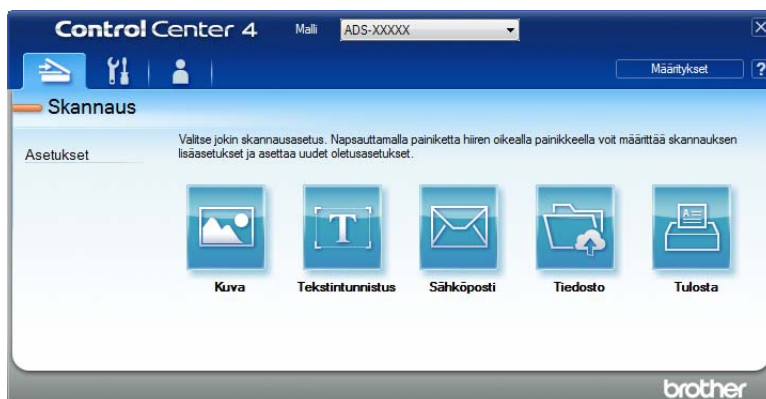 ControlCenter 4 Malli ADS-XXXXX X
Määritykset ?
Skannaus
Asetukset
Valitse jokin skannausasetus. Napsauttamalla painiketta hiiren oikealla painikkeella voit määrittää skannauksen
lisäasetukset ja asettaa uudet oletusasetukset.
T
A
Kuva Tekstintunnistus Sähköposti Tiedosto Tulosta
brother